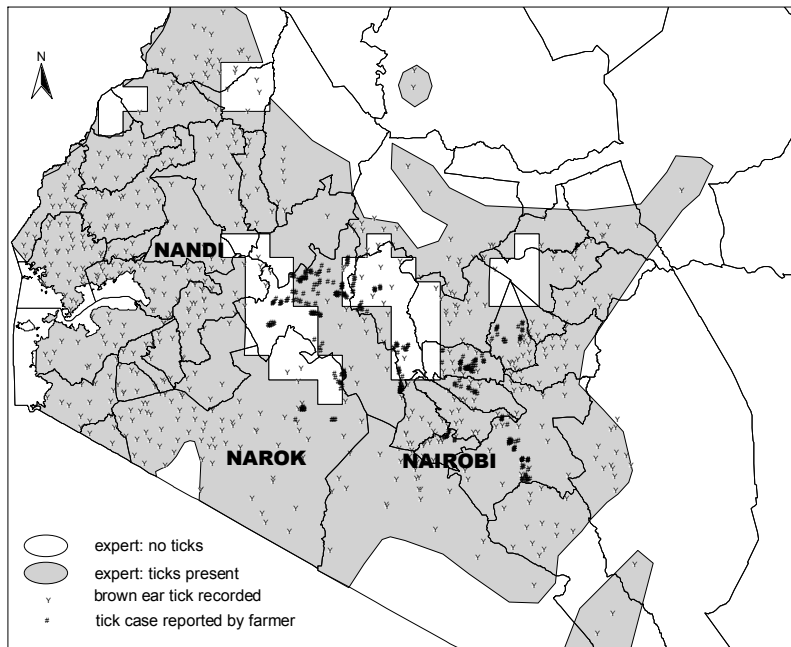 N
NANDI
NAROK
NAIROBI
expert: no ticks
expert: ticks present
brown ear tick recorded
tick case reported by farmer